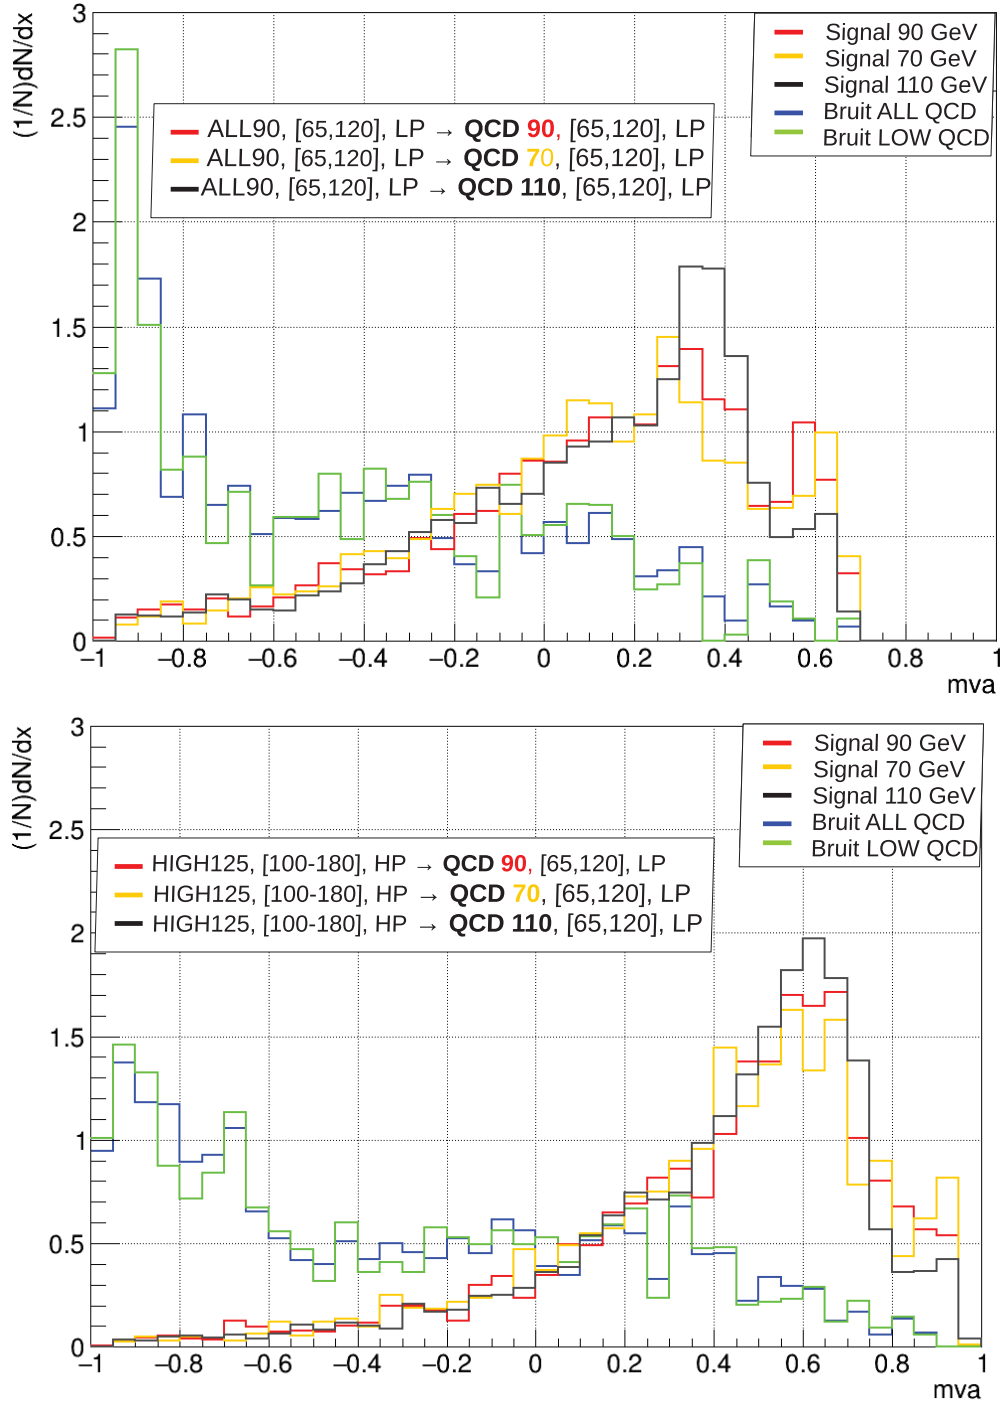 (1/N)dN/dx
3
2.5
2
1.5
1
0.5
0
Signal 90 GeV
Signal 70 GeV
Signal 110 GeV
Bruit ALL QCD
Bruit LOW QCD
ALL90, [65,120], LP → QCD 90, [65,120], LP
ALL90, [65,120], LP → QCD 70, [65,120], LP
ALL90, [65,120], LP → QCD 110, [65,120], LP
−1 −0.8 −0.6 −0.4 −0.2 0 0.2 0.4 0.6 0.8 1
mva
(1/N)dN/dx
3
2.5
2
1.5
1
0.5
0
Signal 90 GeV
Signal 70 GeV
Signal 110 GeV
Bruit ALL QCD
Bruit LOW QCD
HIGH125, [100-180], HP → QCD 90, [65,120], LP
HIGH125, [100-180], HP → QCD 70, [65,120], LP
HIGH125, [100-180], HP → QCD 110, [65,120], LP
−1 −0.8 −0.6 −0.4 −0.2 0 0.2 0.4 0.6 0.8 1
mva